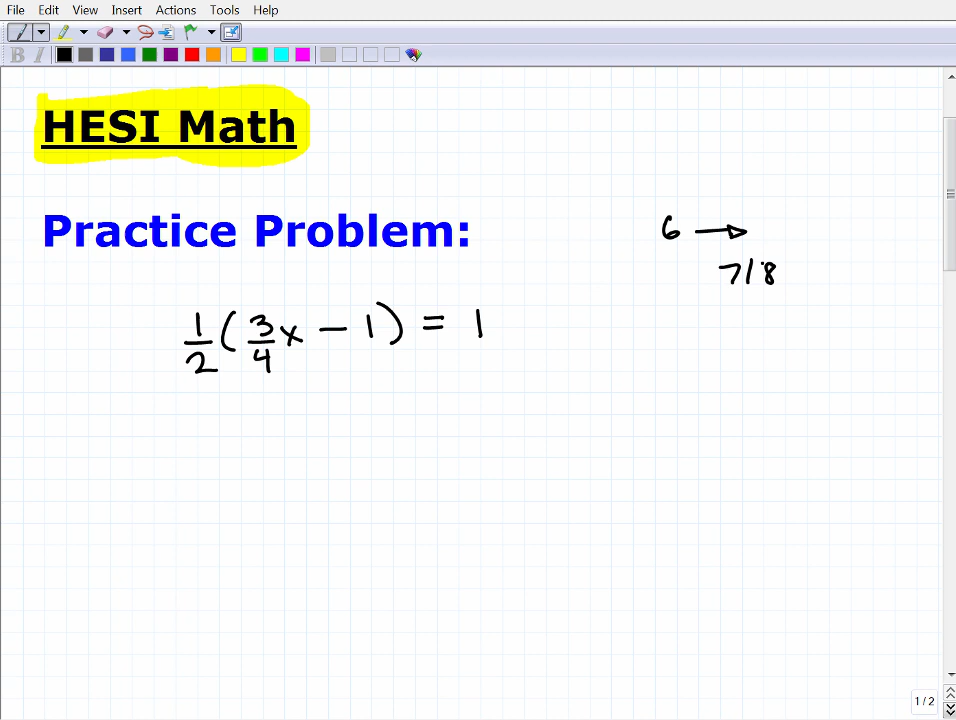 File Edit View Insert Actions Tools Help
B I
HESI Math
Practice Problem:
6 →
7/8
1/2 ( 3/4 x − 1 ) = 1
1 / 2